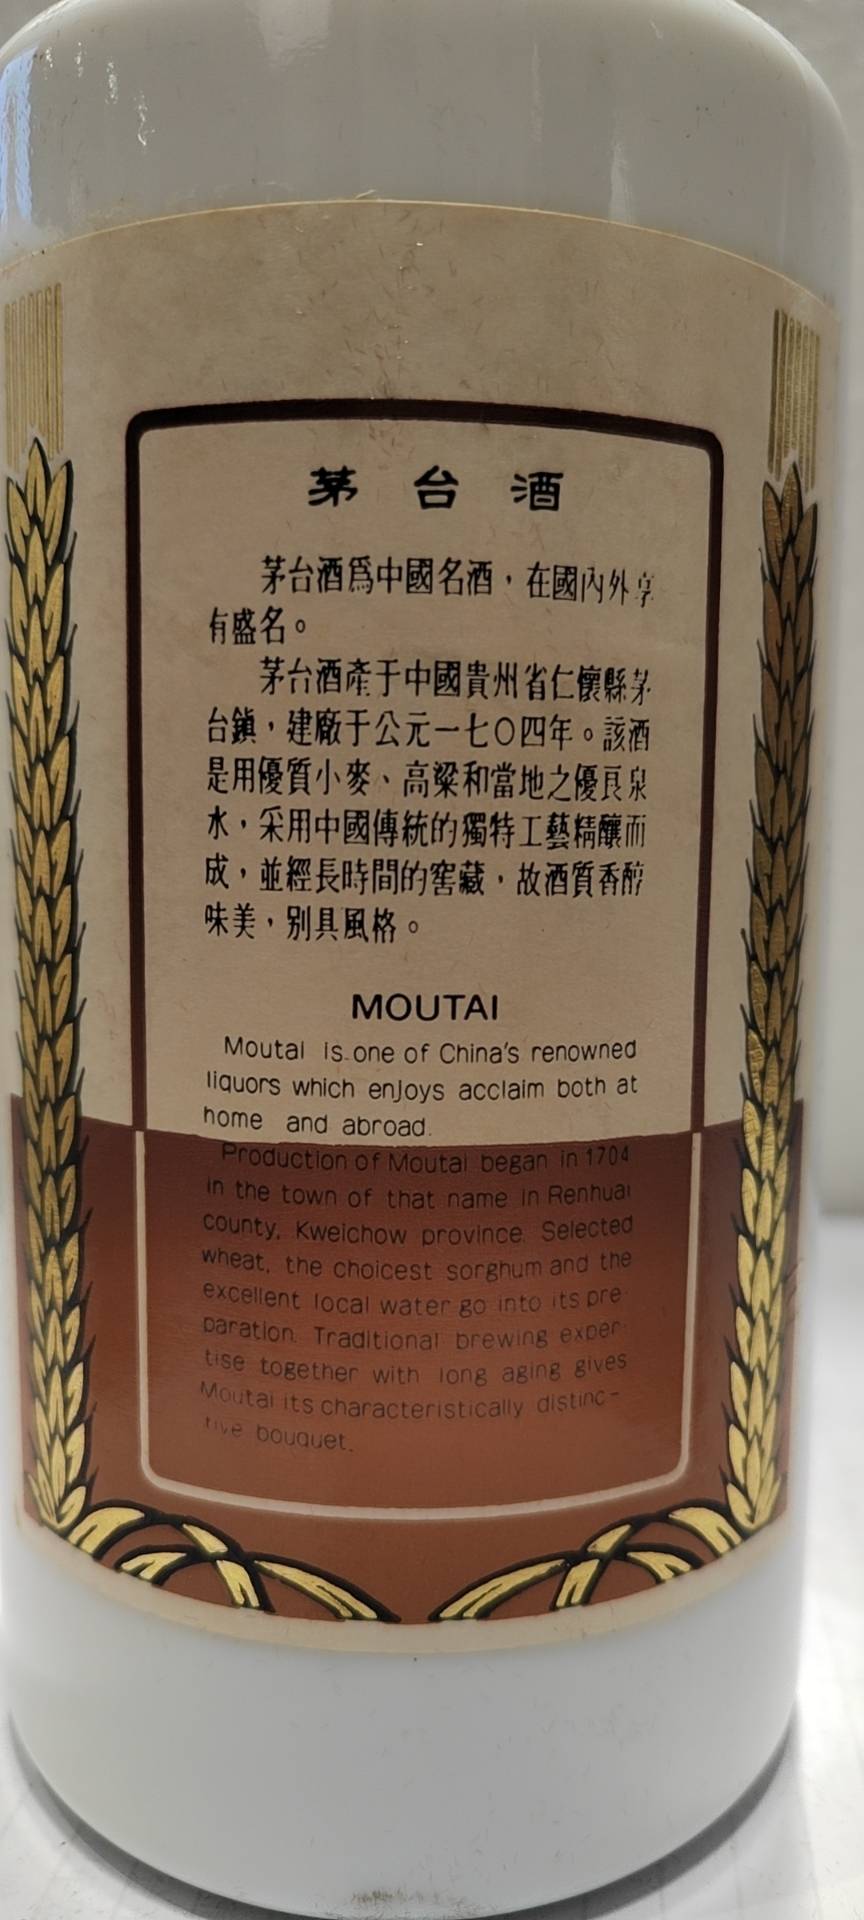 茅台酒
茅台酒爲中國名酒，在國內外享
有盛名。
茅台酒產于中國貴州省仁懷縣茅
台鎮，建廠于公元一七〇四年。該酒
是用優質小麥、高粱和當地之優良泉
水，采用中國傳統的獨特工藝精釀而
成，並經長時間的窖藏，故酒質香醇
味美，别具風格。
MOUTAI
Moutai is one of China's renowned
liquors which enjoys acclaim both at
home and abroad.
Production of Moutai began in 1704
in the town of that name in Renhuai
county, Kweichow province. Selected
wheat, the choicest sorghum and the
excellent local water go into its pre-
paration. Traditional brewing exper-
tise together with long aging gives
Moutai its characteristically distinc-
tive bouquet.